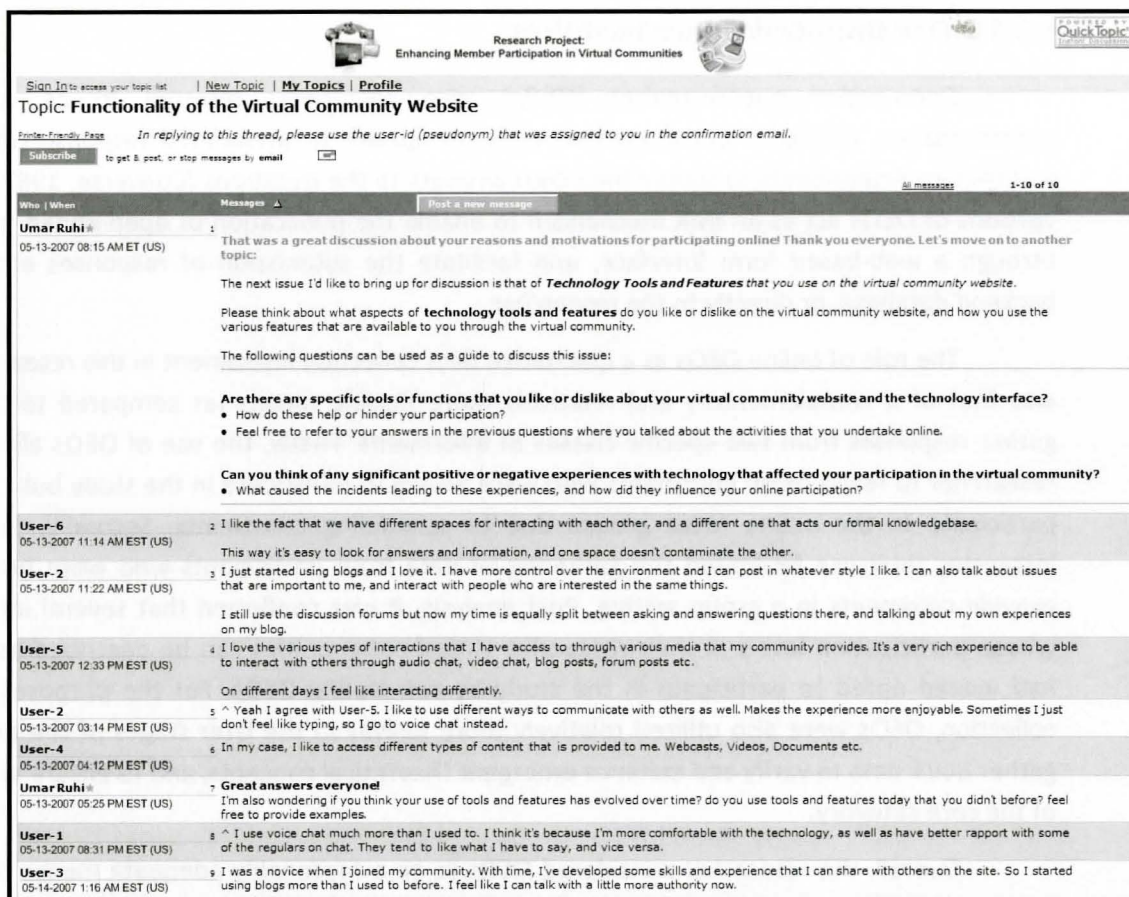 Research Project:
Enhancing Member Participation in Virtual Communities
POWERED BY
QuickTopic
Sign In to access your topic list | New Topic | My Topics | Profile
Topic: Functionality of the Virtual Community Website
Printer-Friendly Page In replying to this thread, please use the user-id (pseudonym) that was assigned to you in the confirmation email.
Subscribe to get & post, or stop messages by email
All messages 1-10 of 10
Who | When Messages Post a new message
Umar Ruhi 1
05-13-2007 08:15 AM ET (US)
That was a great discussion about your reasons and motivations for participating online! Thank you everyone. Let's move on to another
topic:
The next issue I'd like to bring up for discussion is that of Technology Tools and Features that you use on the virtual community website.
Please think about what aspects of technology tools and features do you like or dislike on the virtual community website, and how you use the
various features that are available to you through the virtual community.
The following questions can be used as a guide to discuss this issue:
Are there any specific tools or functions that you like or dislike about your virtual community website and the technology interface?
• How do these help or hinder your participation?
• Feel free to refer to your answers in the previous questions where you talked about the activities that you undertake online.
Can you think of any significant positive or negative experiences with technology that affected your participation in the virtual community?
• What caused the incidents leading to these experiences, and how did they influence your online participation?
User-6 2 I like the fact that we have different spaces for interacting with each other, and a different one that acts our formal knowledgebase.
05-13-2007 11:14 AM EST (US)
This way it's easy to look for answers and information, and one space doesn't contaminate the other.
User-2 3 I just started using blogs and I love it. I have more control over the environment and I can post in whatever style I like. I can also talk about issues
05-13-2007 11:22 AM EST (US) that are important to me, and interact with people who are interested in the same things.
I still use the discussion forums but now my time is equally split between asking and answering questions there, and talking about my own experiences
on my blog.
User-5 4 I love the various types of interactions that I have access to through various media that my community provides. It's a very rich experience to be able
05-13-2007 12:33 PM EST (US) to interact with others through audio chat, video chat, blog posts, forum posts etc.
On different days I feel like interacting differently.
User-2 5 ^ Yeah I agree with User-5. I like to use different ways to communicate with others as well. Makes the experience more enjoyable. Sometimes I just
05-13-2007 03:14 PM EST (US) don't feel like typing, so I go to voice chat instead.
User-4 6 In my case, I like to access different types of content that is provided to me. Webcasts, Videos, Documents etc.
05-13-2007 04:12 PM EST (US)
Umar Ruhi 7 Great answers everyone!
05-13-2007 05:25 PM EST (US) I'm also wondering if you think your use of tools and features has evolved over time? do you use tools and features today that you didn't before? feel
free to provide examples.
User-1 8 ^ I use voice chat much more than I used to. I think it's because I'm more comfortable with the technology, as well as have better rapport with some
05-13-2007 08:31 PM EST (US) of the regulars on chat. They tend to like what I have to say, and vice versa.
User-3 9 I was a novice when I joined my community. With time, I've developed some skills and experience that I can share with others on the site. So I started
05-14-2007 1:16 AM EST (US) using blogs more than I used to before. I feel like I can talk with a little more authority now.